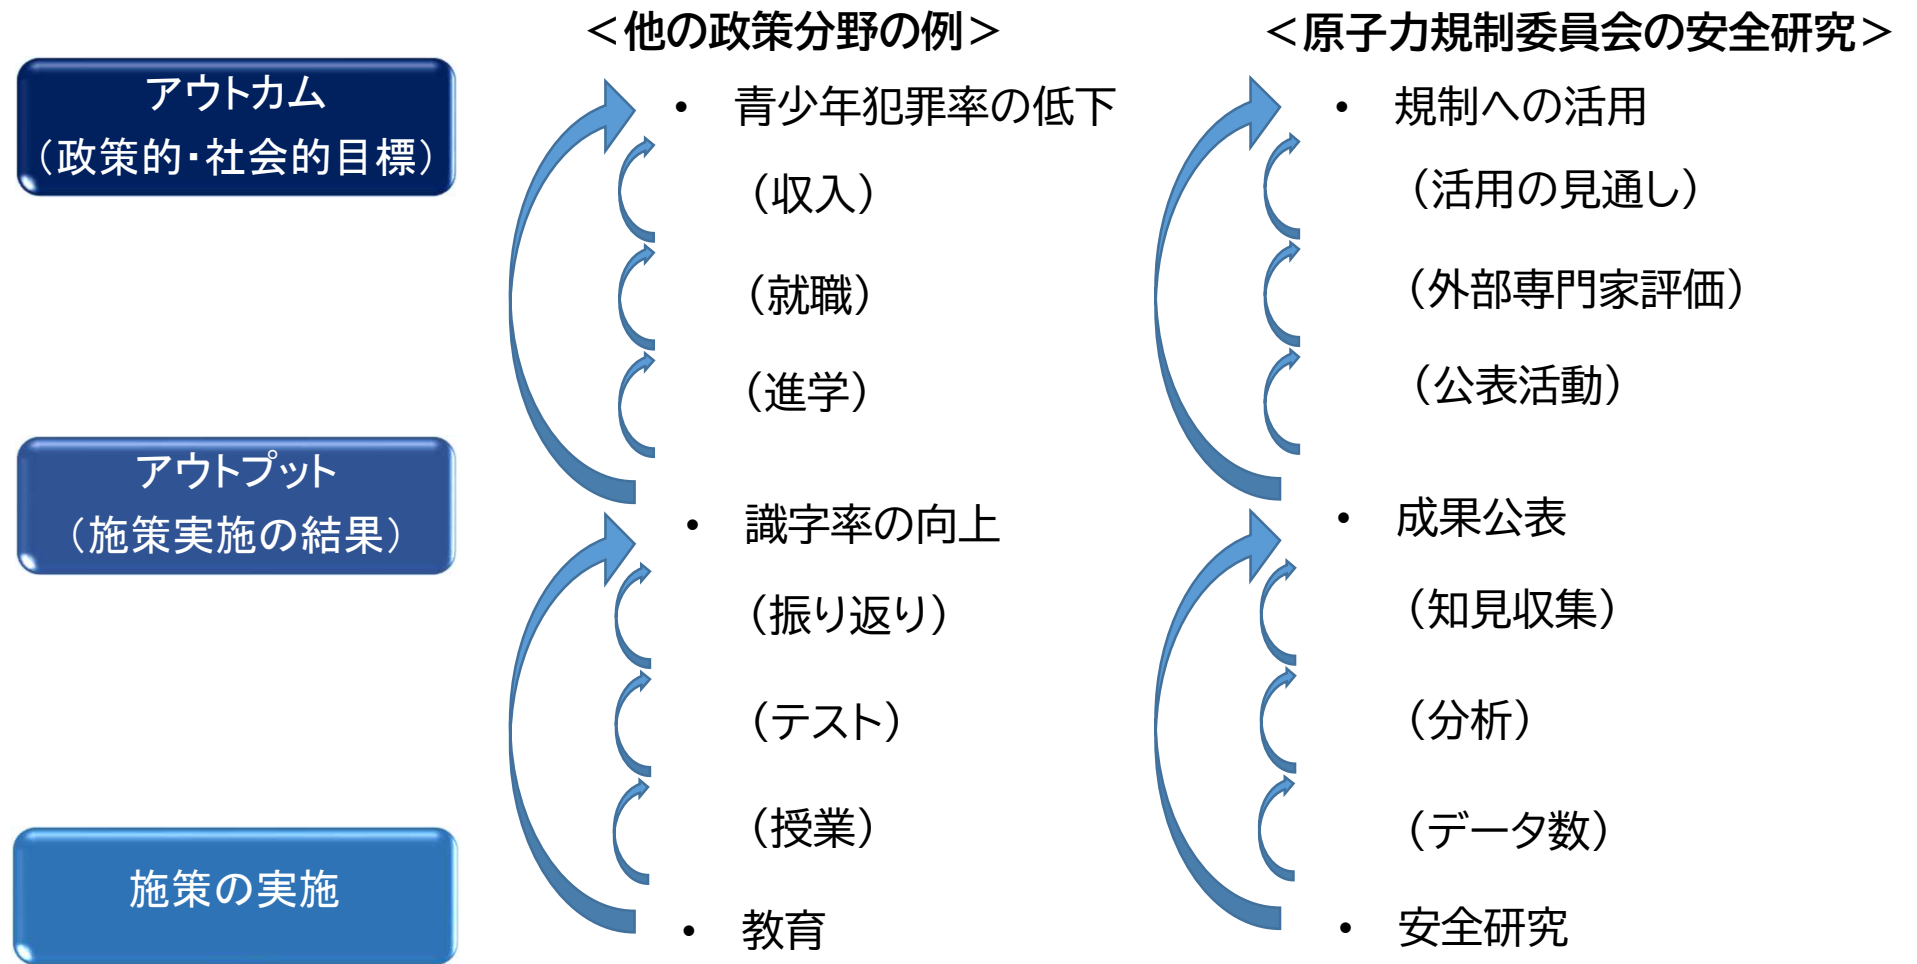 ＜他の政策分野の例＞
＜原子力規制委員会の安全研究＞
アウトカム
（政策的・社会的目標）
・ 青少年犯罪率の低下
（収入）
（就職）
（進学）
・ 規制への活用
（活用の見通し）
（外部専門家評価）
（公表活動）
アウトプット
（施策実施の結果）
・ 識字率の向上
（振り返り）
（テスト）
（授業）
・ 成果公表
（知見収集）
（分析）
（データ数）
施策の実施
・ 教育
・ 安全研究